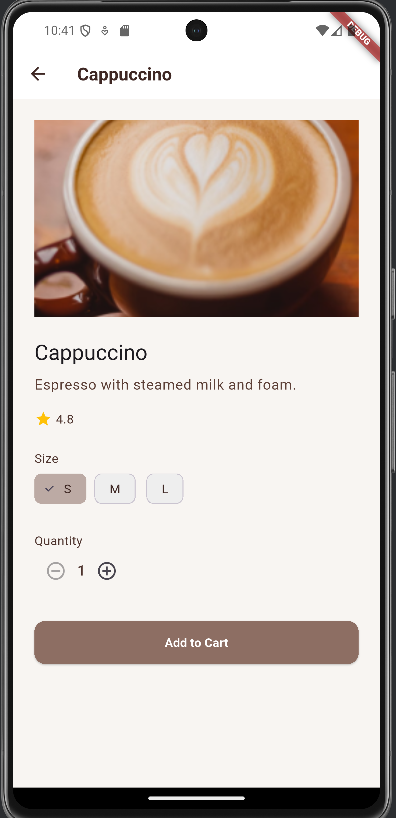 10:41
DEBUG
Cappuccino
Cappuccino
Espresso with steamed milk and foam.
4.8
Size
S M L
Quantity
1
Add to Cart